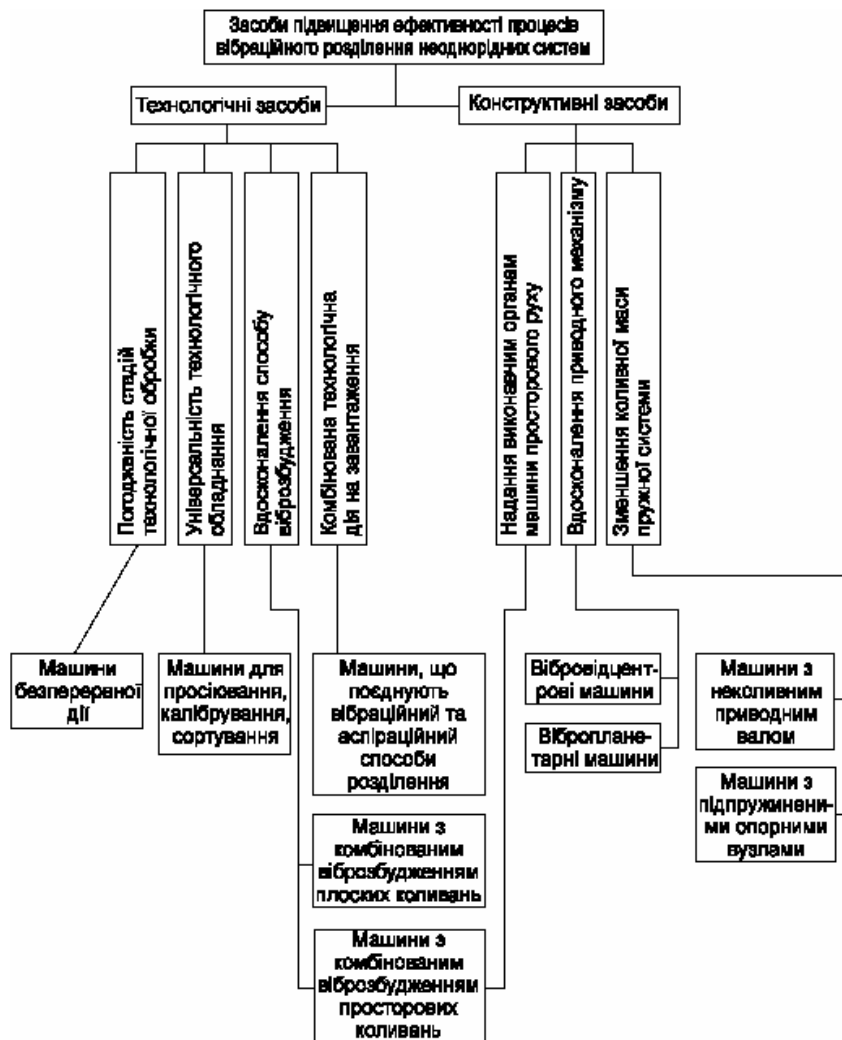 Засоби підвищення ефективності процесів
вібраційного розділення неоднорідних систем
Технологічні засоби
Конструктивні засоби
Погоджаність стадій
технологічної обробки
Універсальність технологічного
обладнання
Вдосконалення способу
віброзбудження
Комбінована технологічна
дія на завантаження
Надання виконавчим органам
машини просторового руху
Вдосконалення приводного механізму
Зменшення коливної маси
пружної системи
Машини
безперервної
дії
Машини для
просіювання,
калібрування,
сортування
Машини, що
поєднують
вібраційний та
аспіраційний
способи
розділення
Вібровідцент-
рові машини
Вібропланe-
тарні машини
Машини з
неколивним
приводним
валом
Машини з
підпружинени-
ми опорними
вузлами
Машини з
комбінованим
віброзбудженням
плоских коливань
Машини з
комбінованим
віброзбудженням
просторових
коливань